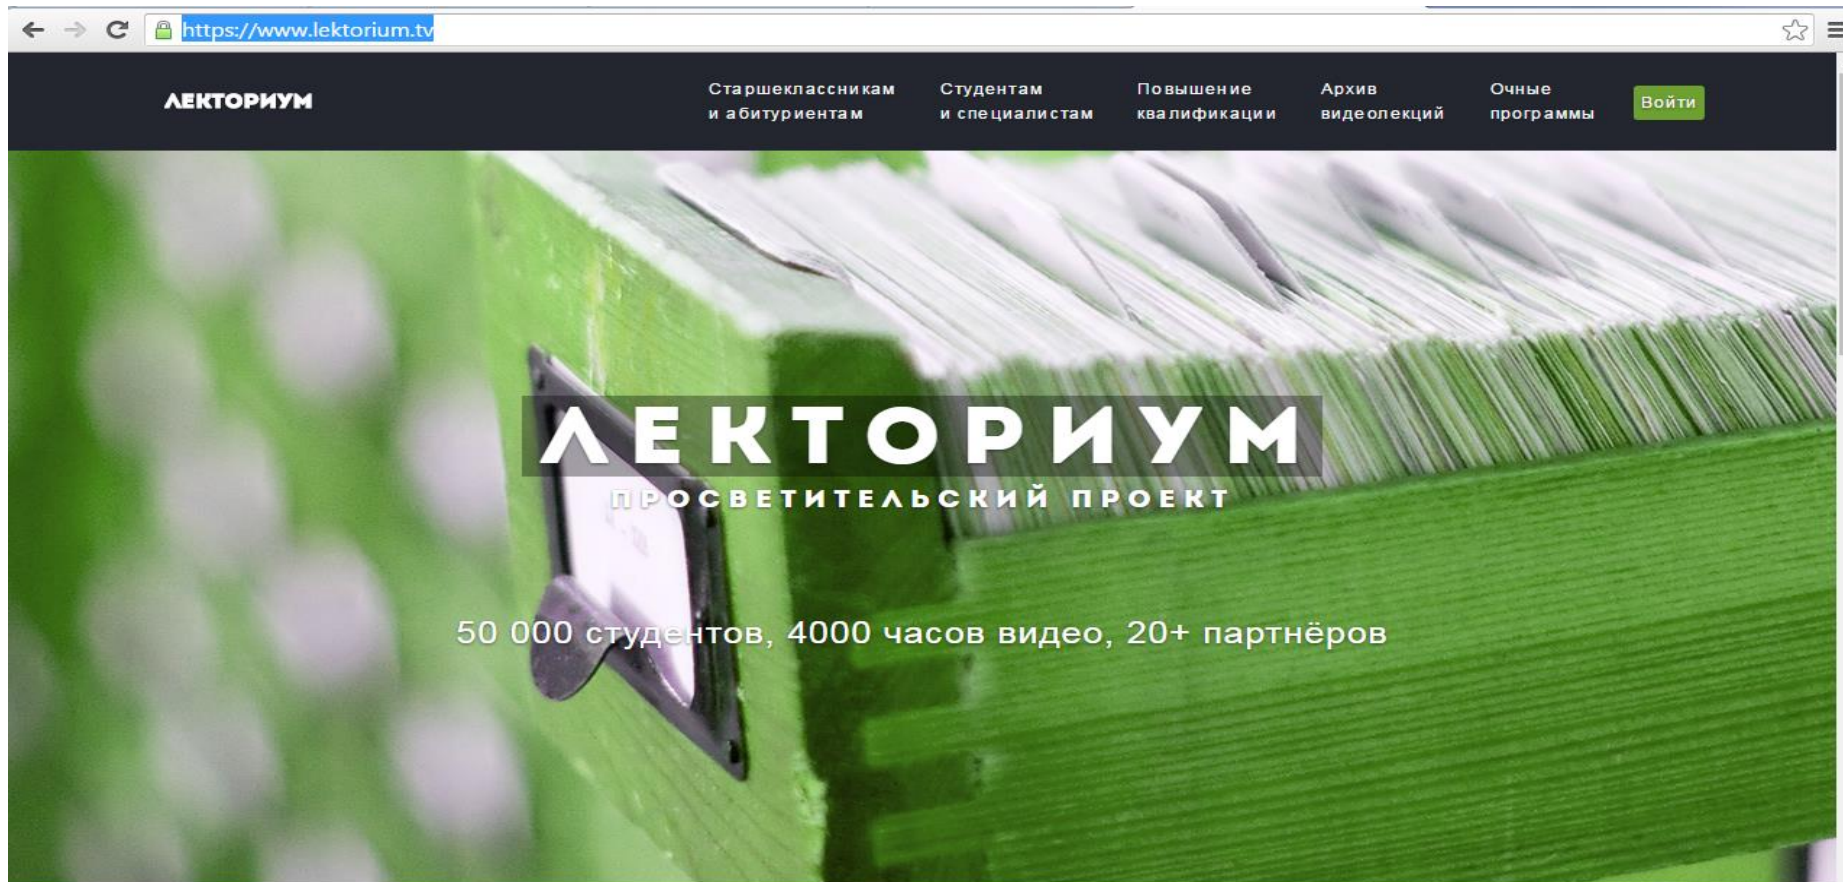 https://www.lektorium.tv
ЛЕКТОРИУМ
Старшеклассникам
и абитуриентам
Студентам
и специалистам
Повышение
квалификации
Архив
видеолекций
Очные
программы
Войти
ЛЕКТОРИУМ
ПРОСВЕТИТЕЛЬСКИЙ ПРОЕКТ
50 000 студентов, 4000 часов видео, 20+ партнёров